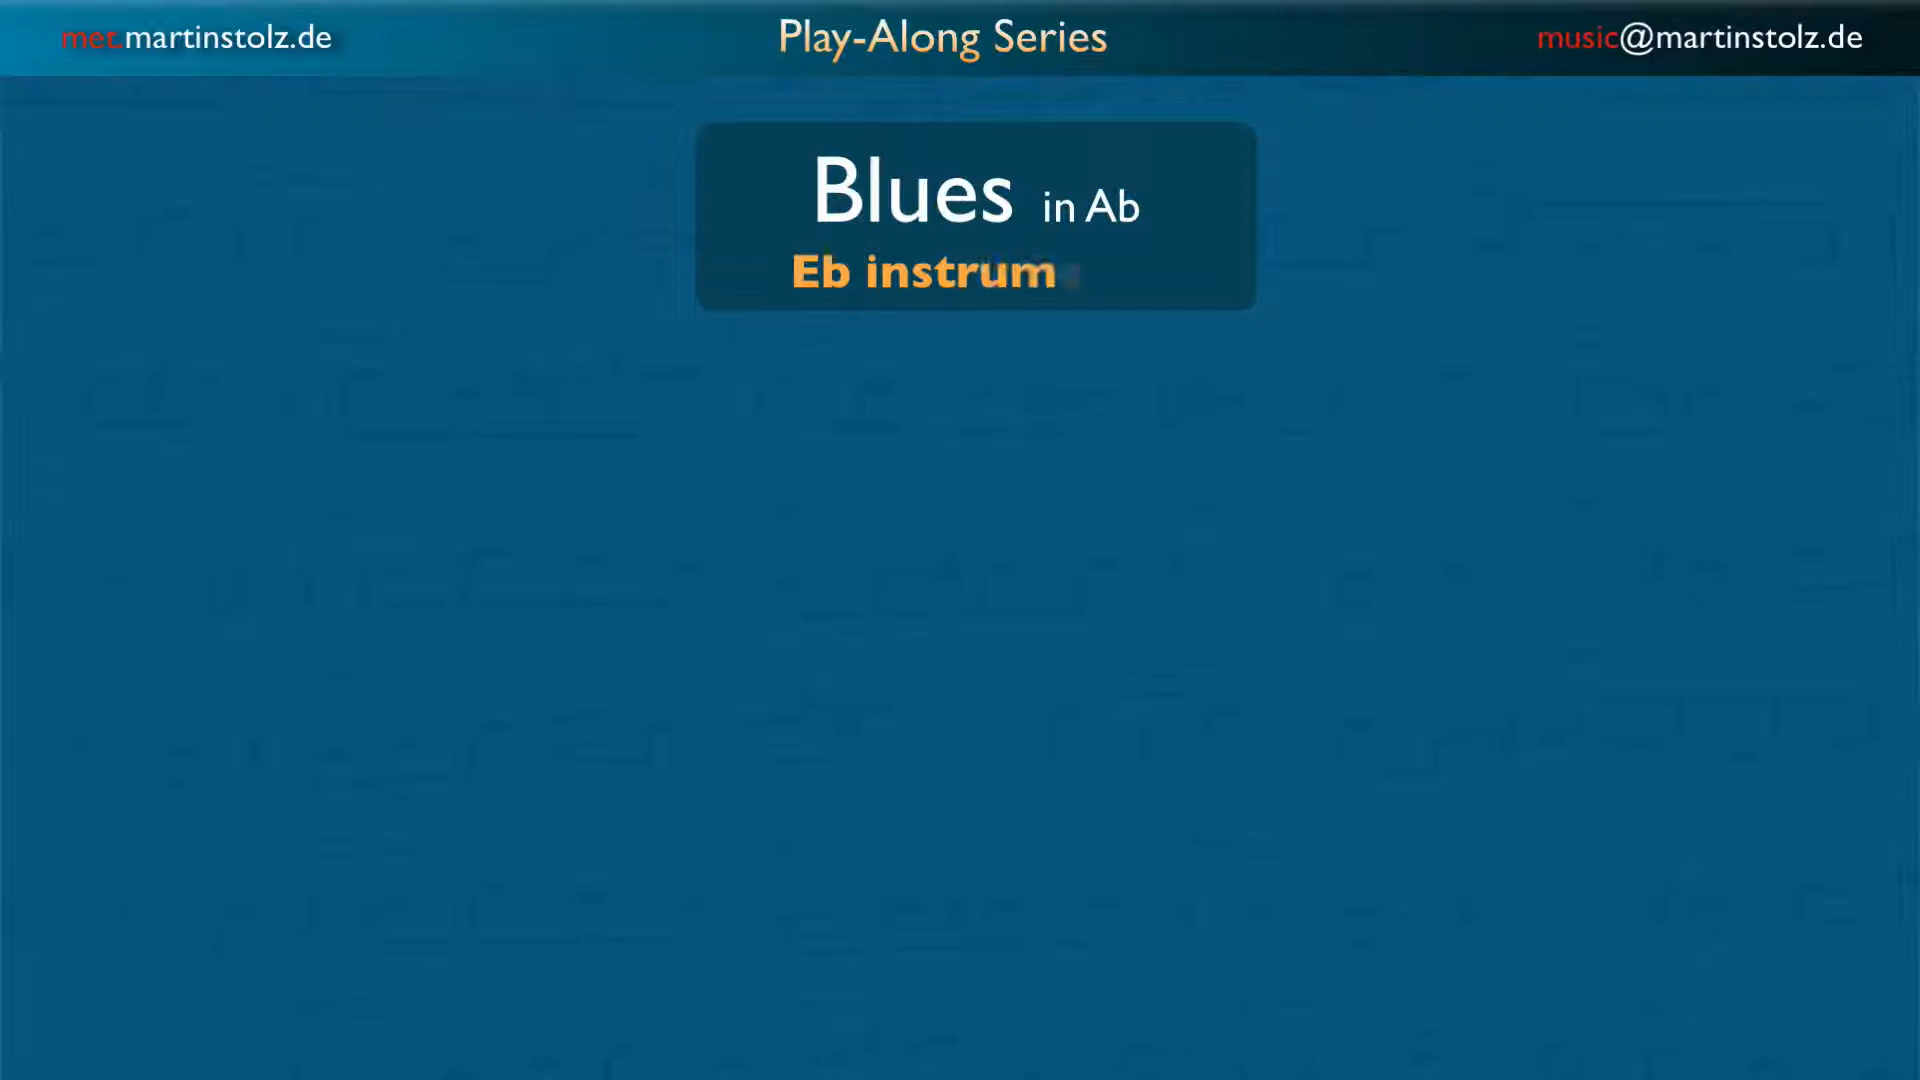 met.martinstolz.de
Play-Along Series
music@martinstolz.de
Blues in Ab
Eb instrum